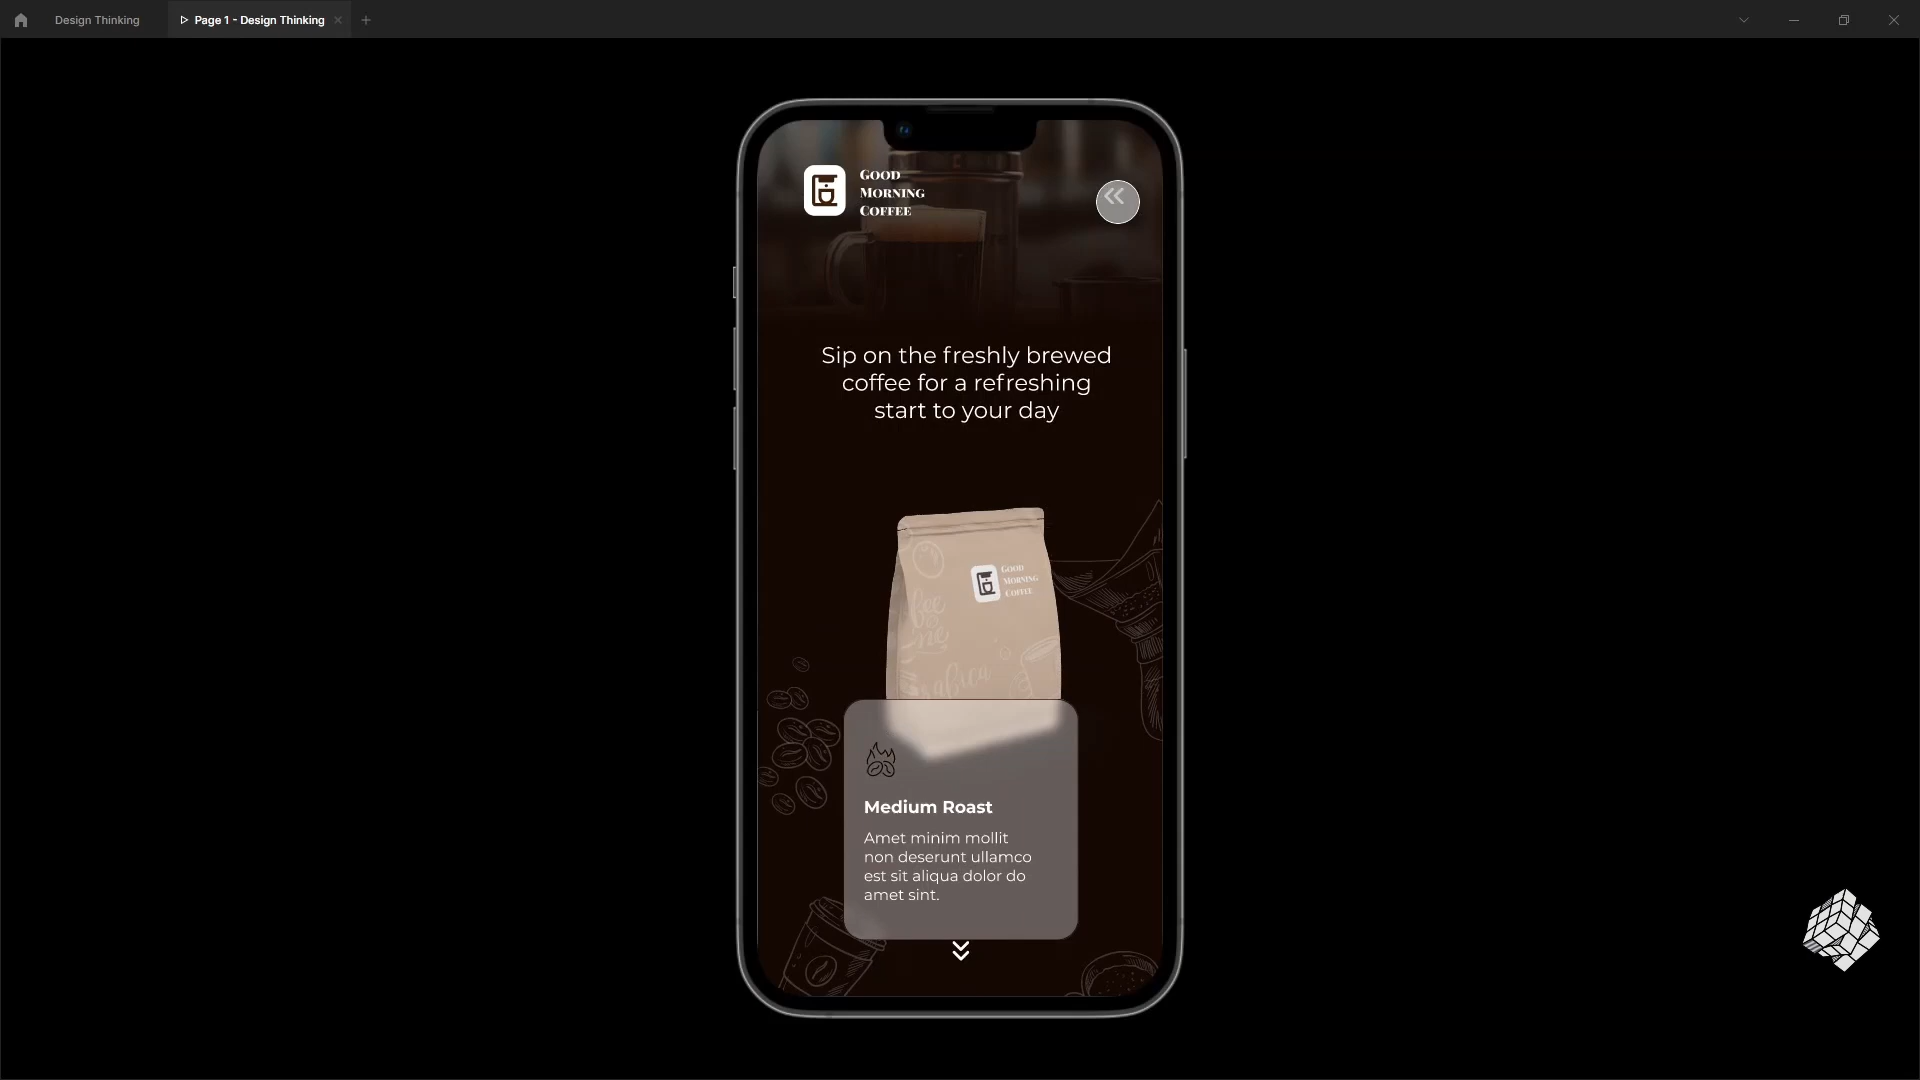 Design Thinking
Page 1 - Design Thinking
GOOD
MORNING
COFFEE
Sip on the freshly brewed
coffee for a refreshing
start to your day
GOOD
MORNING
COFFEE
Medium Roast
Amet minim mollit
non deserunt ullamco
est sit aliqua dolor do
amet sint.